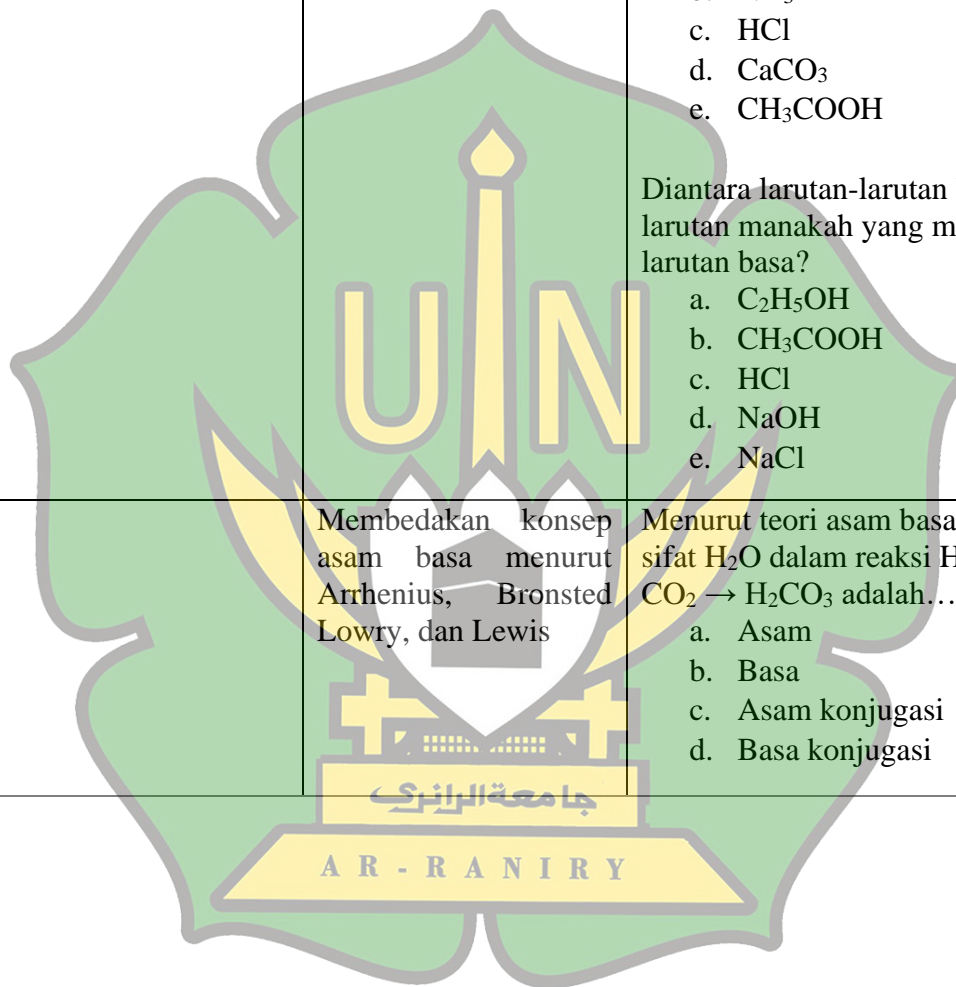 c. HCl
d. CaCO₃
e. CH₃COOH
Diantara larutan-larutan
larutan manakah yang m
larutan basa?
a. C₂H₅OH
b. CH₃COOH
c. HCl
d. NaOH
e. NaCl
Membedakan konsep
asam basa menurut
Arrhenius, Bronsted
Lowry, dan Lewis
Menurut teori asam basa
sifat H₂O dalam reaksi H
CO₂ → H₂CO₃ adalah…
a. Asam
b. Basa
c. Asam konjugasi
d. Basa konjugasi
UIN
جامعة الرانري
AR-RANIRY